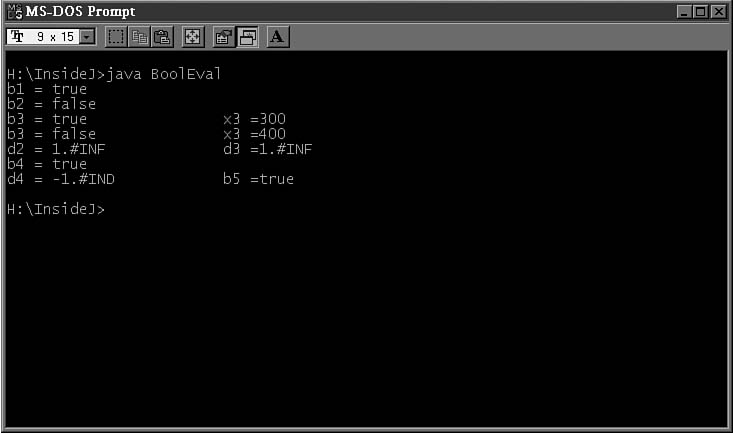 MS-DOS Prompt
9 x 15
A
H:\InsideJ>java BoolEval
b1 = true
b2 = false
b3 = true x3 =300
b3 = false x3 =400
d2 = 1.#INF d3 =1.#INF
b4 = true
d4 = -1.#IND b5 =true
H:\InsideJ>